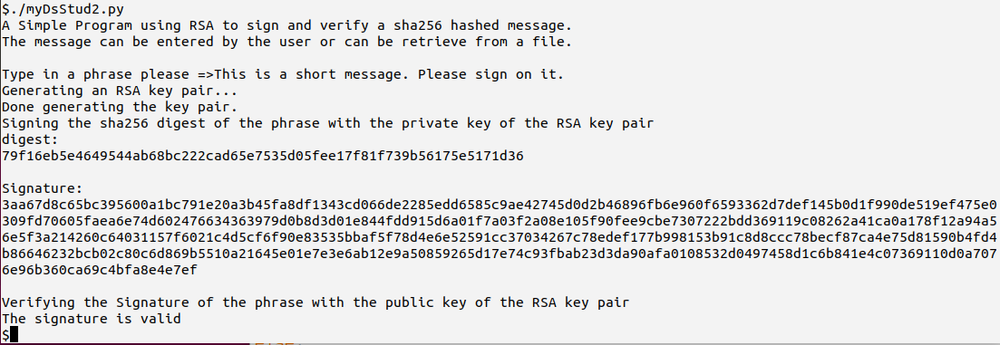 $./myDsStud2.py
A Simple Program using RSA to sign and verify a sha256 hashed message.
The message can be entered by the user or can be retrieve from a file.
Type in a phrase please =>This is a short message. Please sign on it.
Generating an RSA key pair...
Done generating the key pair.
Signing the sha256 digest of the phrase with the private key of the RSA key pair
digest:
79f16eb5e4649544ab68bc222cad65e7535d05fee17f81f739b56175e5171d36
Signature:
3aa67d8c65bc395600a1bc791e20a3b45fa8df1343cd066de2285edd6585c9ae42745d0d2b46896fb6e960f6593362d7def145b0d1f990de519ef475e0
309fd70605faea6e74d602476634363979d0b8d3d01e844fdd915d6a01f7a03f2a08e105f90fee9cbe7307222bdd369119c08262a41ca0a178f12a94a5
6e5f3a214260c64031157f6021c4d5cf6f90e83535bbaf5f78d4e6e52591cc37034267c78edef177b998153b91c8d8ccc78becf87ca4e75d81590b4fd4
b86646232bcb02c80c6d869b5510a21645e01e7e3e6ab12e9a50859265d17e74c93fbab23d3da90afa0108532d0497458d1c6b841e4c07369110d0a707
6e96b360ca69c4bfa8e4e7ef
Verifying the Signature of the phrase with the public key of the RSA key pair
The signature is valid
$